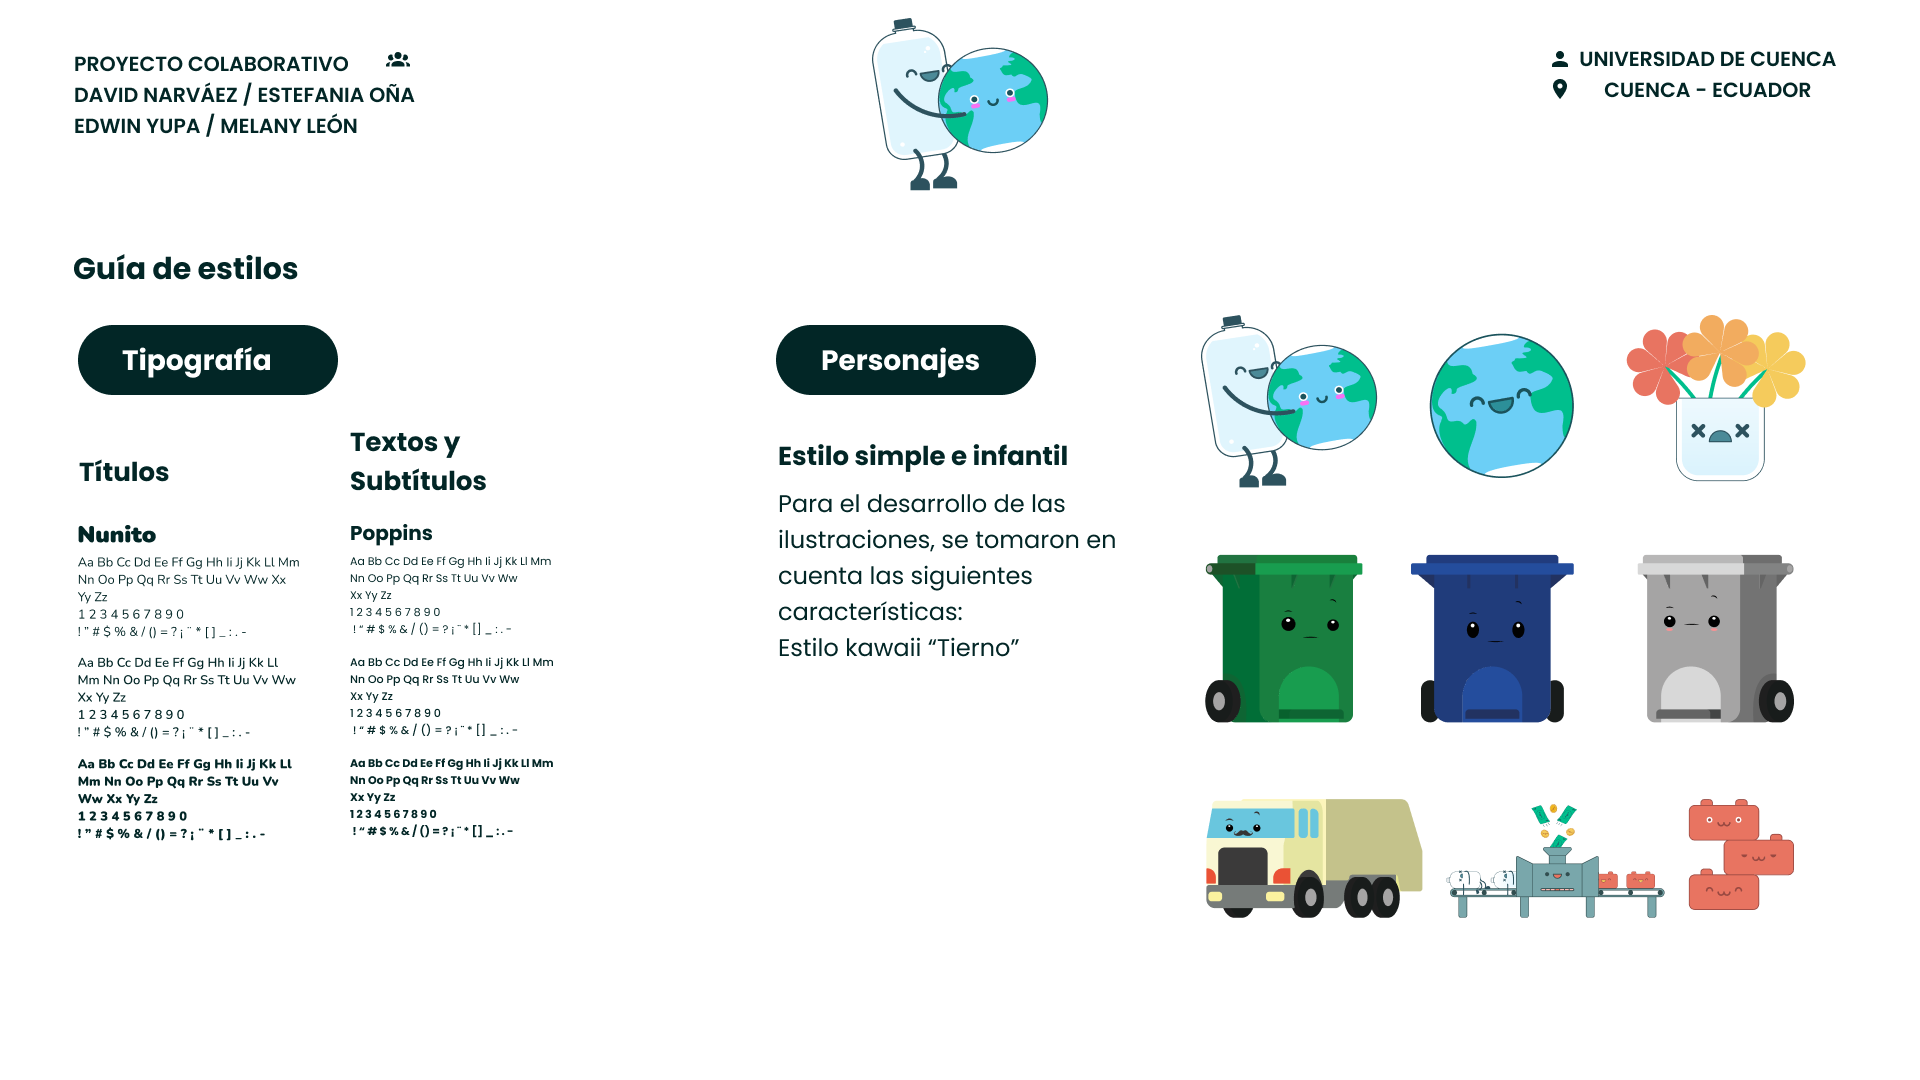 PROYECTO COLABORATIVO
DAVID NARVÁEZ / ESTEFANIA OÑA
EDWIN YUPA / MELANY LEÓN
UNIVERSIDAD DE CUENCA
CUENCA - ECUADOR
Guía de estilos
Tipografía
Títulos
Nunito
Aa Bb Cc Dd Ee Ff Gg Hh Ii Jj Kk Ll Mm
Nn Oo Pp Qq Rr Ss Tt Uu Vv Ww Xx
Yy Zz
1 2 3 4 5 6 7 8 9 0
! ” # $ % & / () = ? ¡ ¨ * [ ] _ : . -
Aa Bb Cc Dd Ee Ff Gg Hh Ii Jj Kk Ll
Mm Nn Oo Pp Qq Rr Ss Tt Uu Vv Ww
Xx Yy Zz
1 2 3 4 5 6 7 8 9 0
! ” # $ % & / () = ? ¡ ¨ * [ ] _ : . -
Aa Bb Cc Dd Ee Ff Gg Hh Ii Jj Kk Ll
Mm Nn Oo Pp Qq Rr Ss Tt Uu Vv
Ww Xx Yy Zz
1 2 3 4 5 6 7 8 9 0
! ” # $ % & / () = ? ¡ ¨ * [ ] _ : . -
Textos y
Subtítulos
Poppins
Aa Bb Cc Dd Ee Ff Gg Hh Ii Jj Kk Ll Mm
Nn Oo Pp Qq Rr Ss Tt Uu Vv Ww
Xx Yy Zz
1 2 3 4 5 6 7 8 9 0
! “ # $ % & / () = ? ¡ ¨ * [ ] _ : . -
Aa Bb Cc Dd Ee Ff Gg Hh Ii Jj Kk Ll Mm
Nn Oo Pp Qq Rr Ss Tt Uu Vv Ww
Xx Yy Zz
1 2 3 4 5 6 7 8 9 0
! “ # $ % & / () = ? ¡ ¨ * [ ] _ : . -
Aa Bb Cc Dd Ee Ff Gg Hh Ii Jj Kk Ll Mm
Nn Oo Pp Qq Rr Ss Tt Uu Vv Ww
Xx Yy Zz
1 2 3 4 5 6 7 8 9 0
! “ # $ % & / () = ? ¡ ¨ * [ ] _ : . -
Personajes
Estilo simple e infantil
Para el desarrollo de las
ilustraciones, se tomaron en
cuenta las siguientes
características:
Estilo kawaii “Tierno”